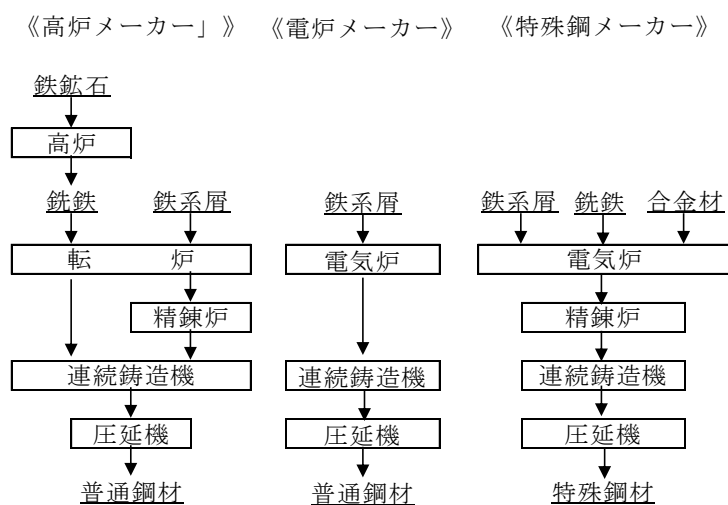 《高炉メーカー」》 《電炉メーカー》 《特殊鋼メーカー》
鉄鉱石
高炉
銑鉄 鉄系屑 鉄系屑 鉄系屑 銑鉄 合金材
転 炉 電気炉 電気炉
精錬炉 精錬炉
連続鋳造機 連続鋳造機 連続鋳造機
圧延機 圧延機 圧延機
普通鋼材 普通鋼材 特殊鋼材